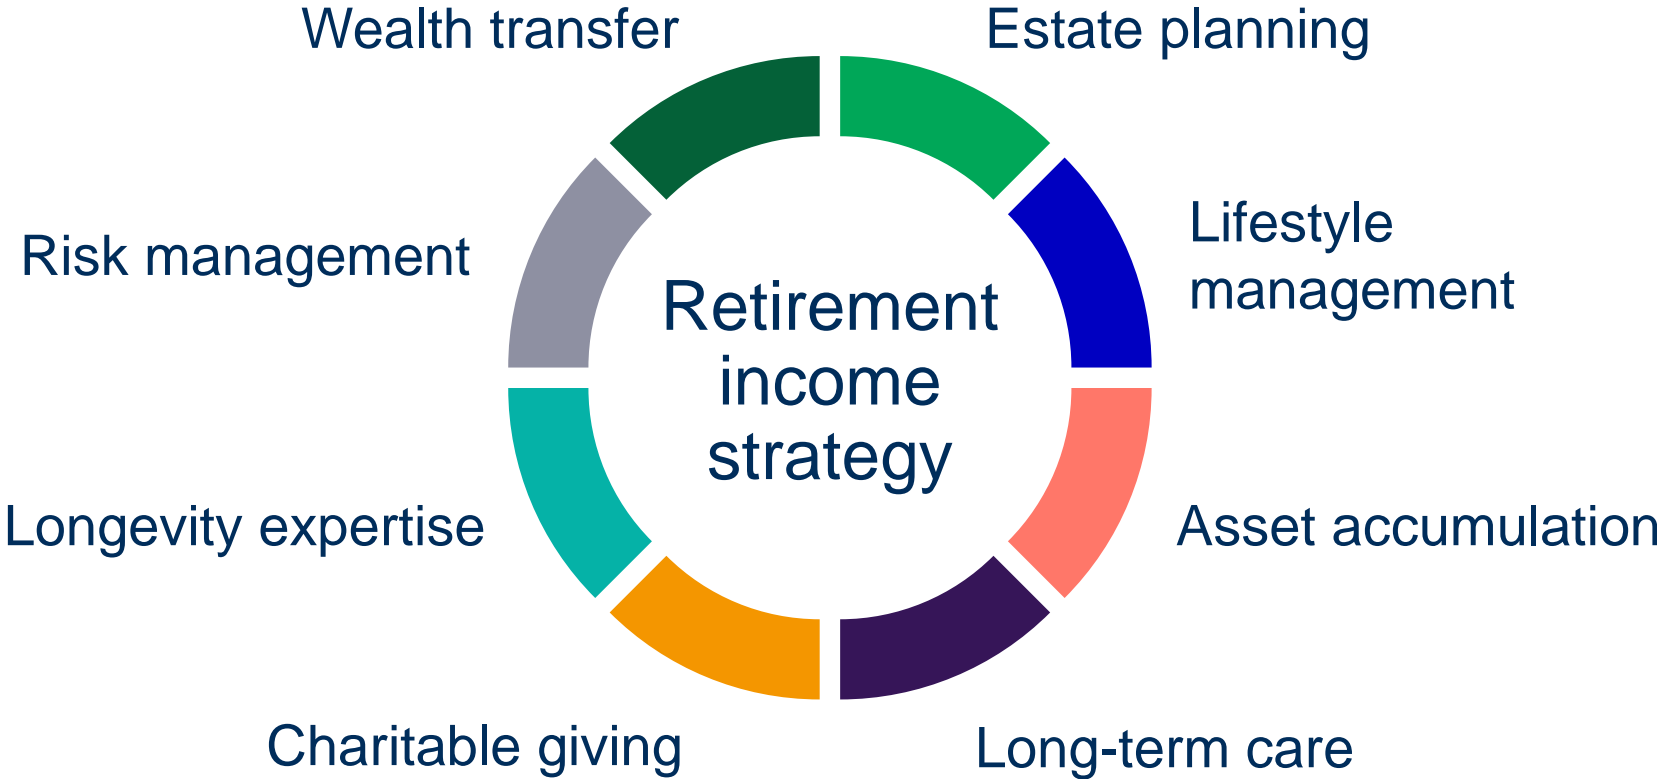 Wealth transfer
Estate planning
Lifestyle
management
Risk management
Retirement
income
strategy
Longevity expertise
Asset accumulation
Charitable giving
Long-term care